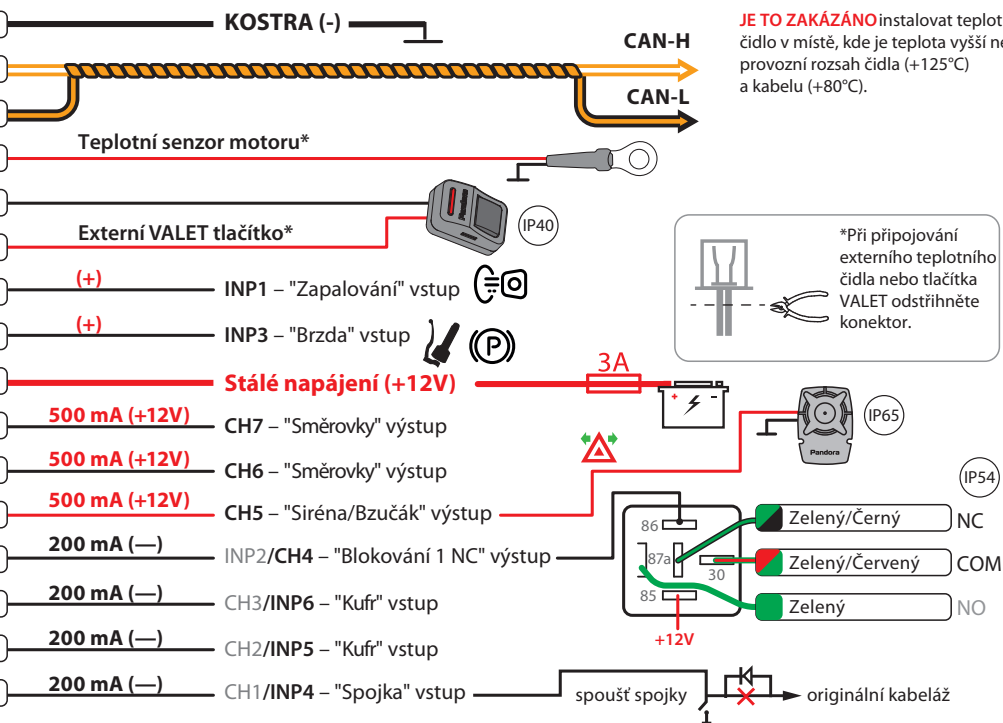 KOSTRA (-)
CAN-H
CAN-L
JE TO ZAKÁZÁNO instalovat teplot
čidlo v místě, kde je teplota vyšší ne
provozní rozsah čidla (+125°C)
a kabelu (+80°C).
Teplotní senzor motoru*
Externí VALET tlačítko*
Pandora
IP40
*Při připojování
externího teplotního
čidla nebo tlačítka
VALET odstřihněte
konektor.
(+)
INP1 – "Zapalování" vstup
(+)
INP3 – "Brzda" vstup
(P)
Stálé napájení (+12V)
3A
+ -
500 mA (+12V)
CH7 – "Směrovky" výstup
Pandora
IP65
500 mA (+12V)
CH6 – "Směrovky" výstup
IP54
500 mA (+12V)
CH5 – "Siréna/Bzučák" výstup
200 mA (—)
INP2/CH4 – "Blokování 1 NC" výstup
86
87a
30
85
+12V
Zelený/Černý NC
Zelený/Červený COM
Zelený NO
200 mA (—)
CH3/INP6 – "Kufr" vstup
200 mA (—)
CH2/INP5 – "Kufr" vstup
200 mA (—)
CH1/INP4 – "Spojka" vstup
spoušť spojky
originální kabeláž